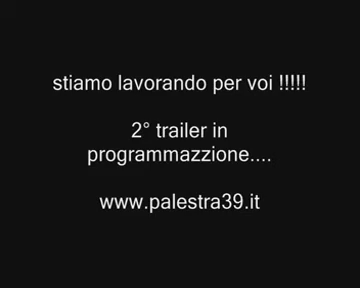 stiamo lavorando per voi !!!!!
2° trailer in
programmazzione....
www.palestra39.it